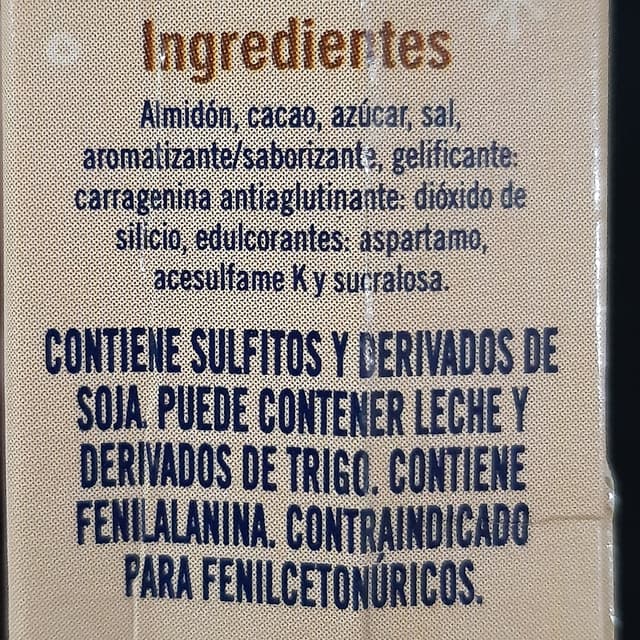 Ingredientes
Almidón, cacao, azúcar, sal,
aromatizante/saborizante, gelificante:
carragenina antiaglutinante: dióxido de
silicio, edulcorantes: aspartamo,
acesulfame K y sucralosa.
CONTIENE SULFITOS Y DERIVADOS DE
SOJA. PUEDE CONTENER LECHE Y
DERIVADOS DE TRIGO. CONTIENE
FENILALANINA. CONTRAINDICADO
PARA FENILCETONÚRICOS.